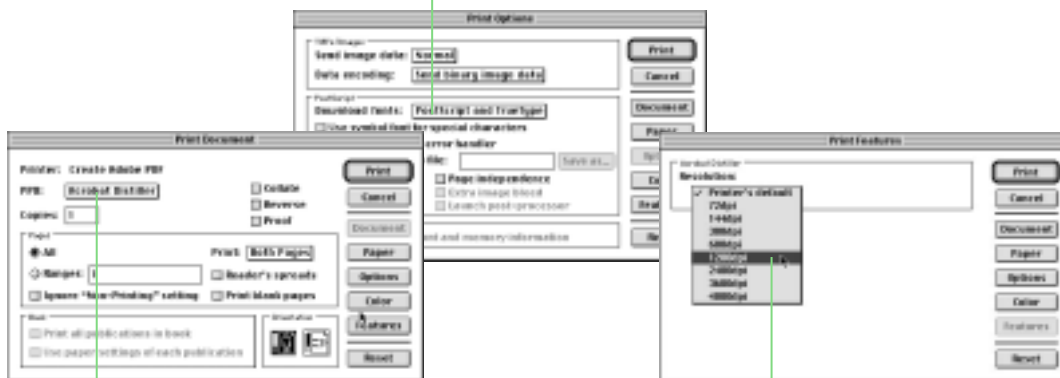 Print Options
Send image data: Normal
Print
Data encoding: Send binary image data
Cancel
PostScript
Download fonts: PostScript and TrueType
Document
Use symbol font for special characters
Paper
error handler
file:
Save as...
Page independence
Extra image bleed
Launch post-processor
and memory information
Print Document
Printer: Create Adobe PDF
Print
PPD: Acrobat Distiller
Collate
Cancel
Reverse
Copies:
Proof
Document
Pages
All
Print: Both Pages
Paper
Ranges:
Reader's spreads
Options
Ignore "Non-Printing" setting
Print blank pages
Color
Book
Orientation
Features
Print all publications in book
Use paper settings of each publication
Reset
Print Features
Acrobat Distiller
Print
Resolution:
✓ Printer's default
Cancel
72dpi
144dpi
Document
300dpi
600dpi
Paper
1200dpi
2400dpi
Options
3600dpi
4000dpi
Color
Features
Reset